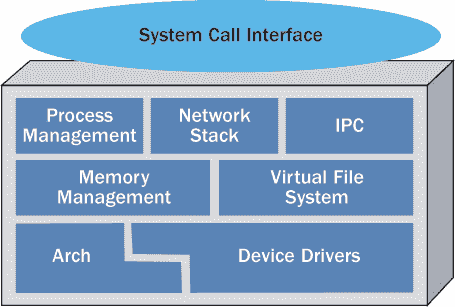 System Call Interface
Process
Management
Network
Stack
IPC
Memory
Management
Virtual File
System
Arch
Device Drivers